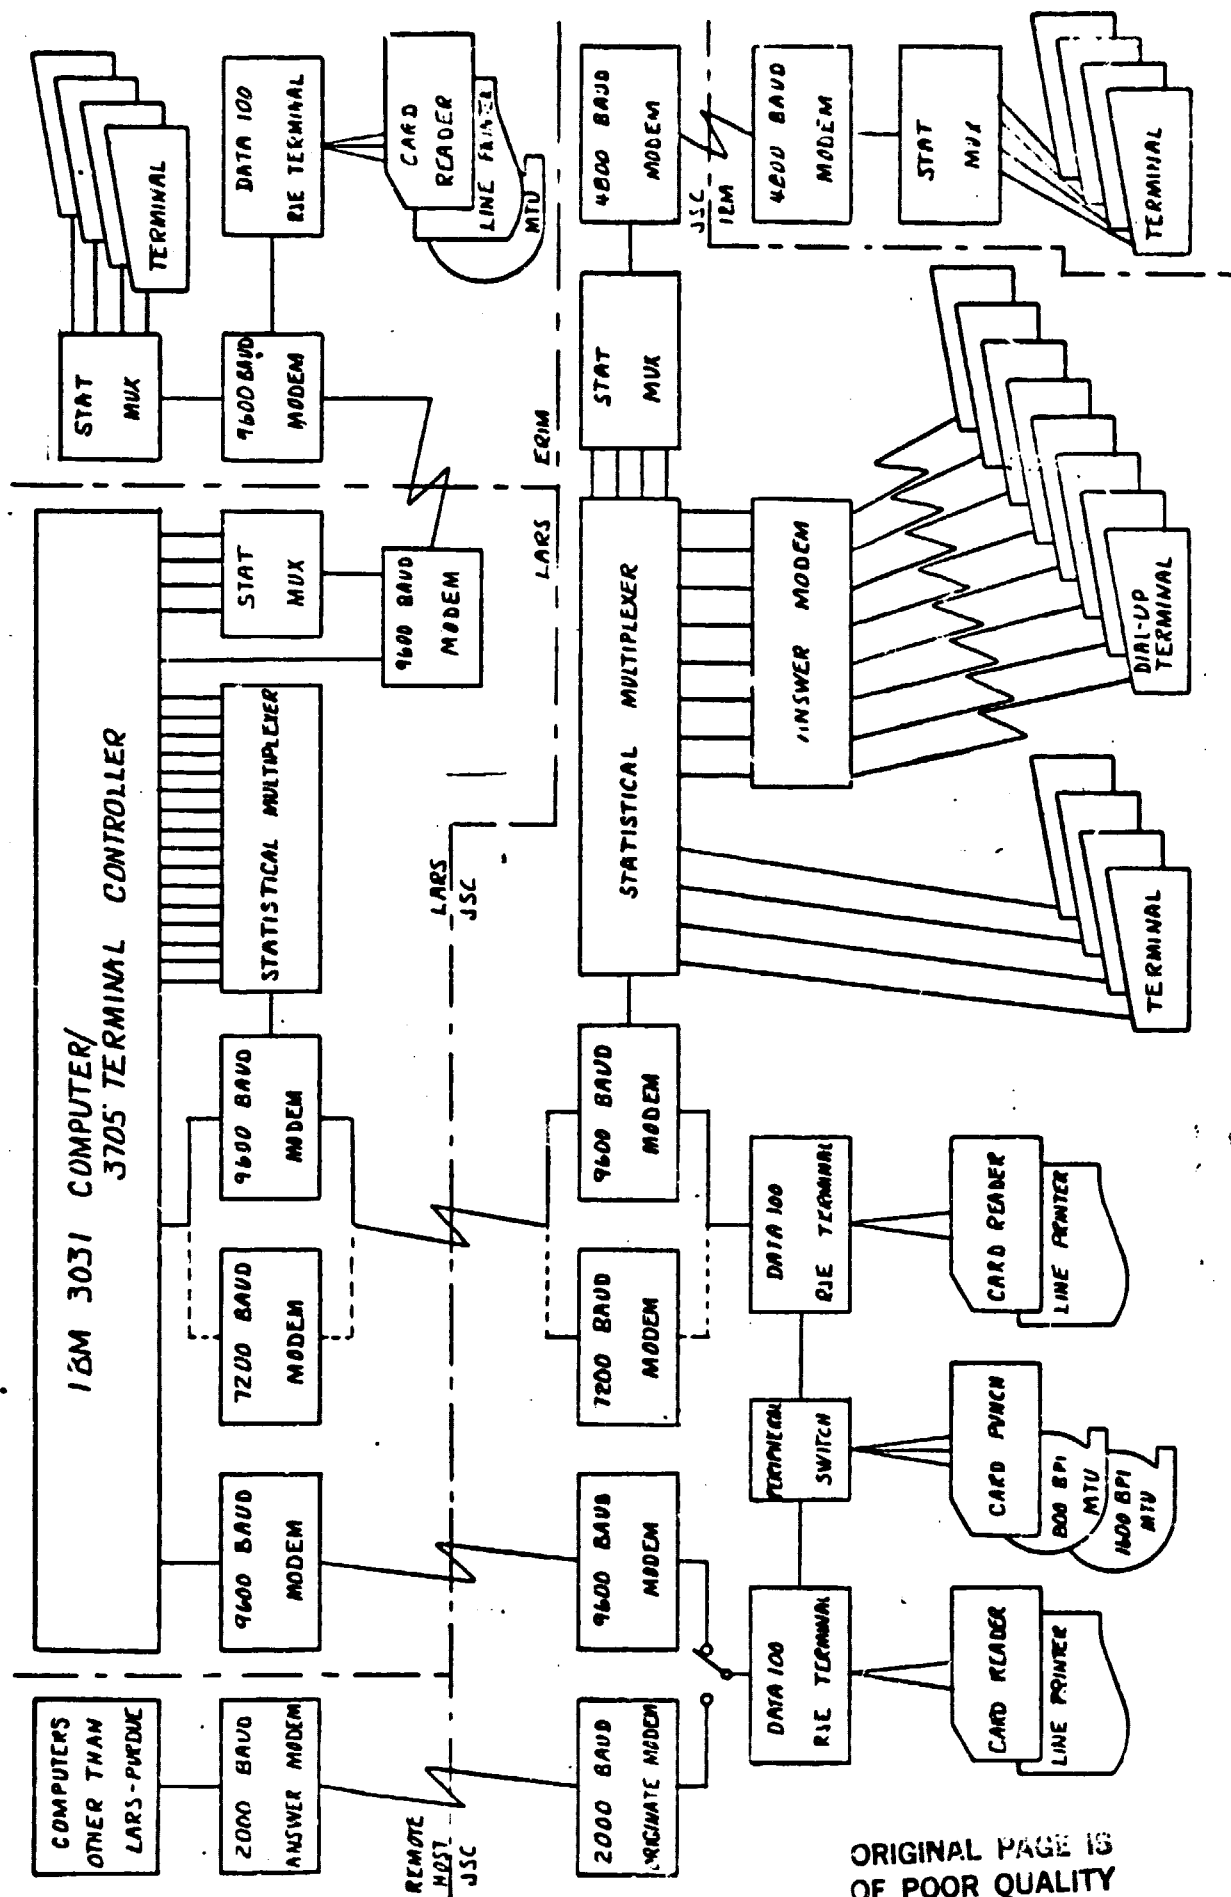 COMPUTERS
OTHER THAN
LARS-PURDUE
2000 BAUD
ANSWER MODEM
REMOTE
HOST
JSC
2000 BAUD
ORIGINATE MODEM
IBM 3031 COMPUTER/
3705 TERMINAL CONTROLLER
9600 BAUD
MODEM
7200 BAUD
MODEM
9600 BAUD
MODEM
STATISTICAL MULTIPLEXER
STAT
MUX
9600 BAUD
MODEM
LARS
JSC
LARS
ERIM
STAT
MUX
TERMINAL
9600 BAUD
MODEM
DATA 100
RJE TERMINAL
CARD
READER
LINE PRINTER
MTU
9600 BAUD
MODEM
7200 BAUD
MODEM
9600 BAUD
MODEM
STATISTICAL MULTIPLEXER
STAT
MUX
4800 BAUD
MODEM
JSC
4800 BAUD
MODEM
STAT
MUX
TERMINAL
DATA 100
RJE TERMINAL
PERIPHERAL
SWITCH
DATA 100
RJE TERMINAL
ANSWER MODEM
CARD READER
LINE PRINTER
CARD PUNCH
800 BPI
MTU
1600 BPI
MTU
CARD READER
LINE PRINTER
TERMINAL
DIAL-UP
TERMINAL
ORIGINAL PAGE IS
OF POOR QUALITY